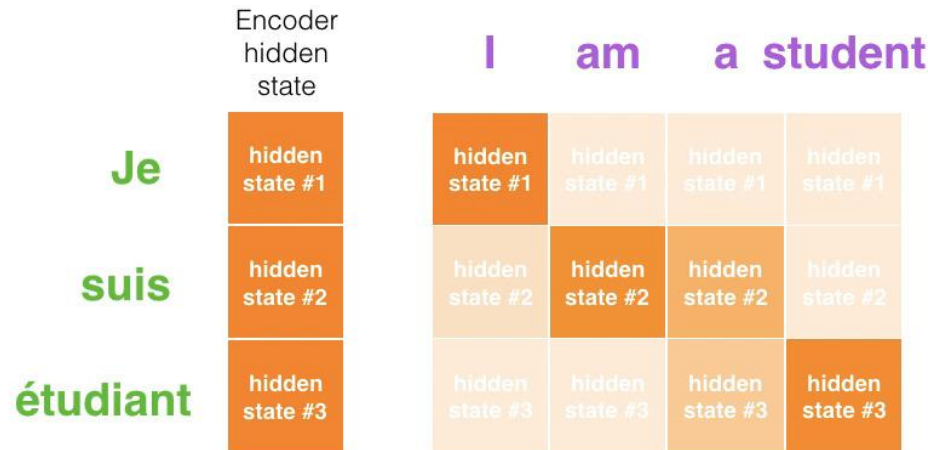 Encoder
hidden
state
I am a student
Je
hidden
state #1
hidden
state #1
hidden
state #1
hidden
state #1
hidden
state #1
suis
hidden
state #2
hidden
state #2
hidden
state #2
hidden
state #2
hidden
state #2
étudiant
hidden
state #3
hidden
state #3
hidden
state #3
hidden
state #3
hidden
state #3